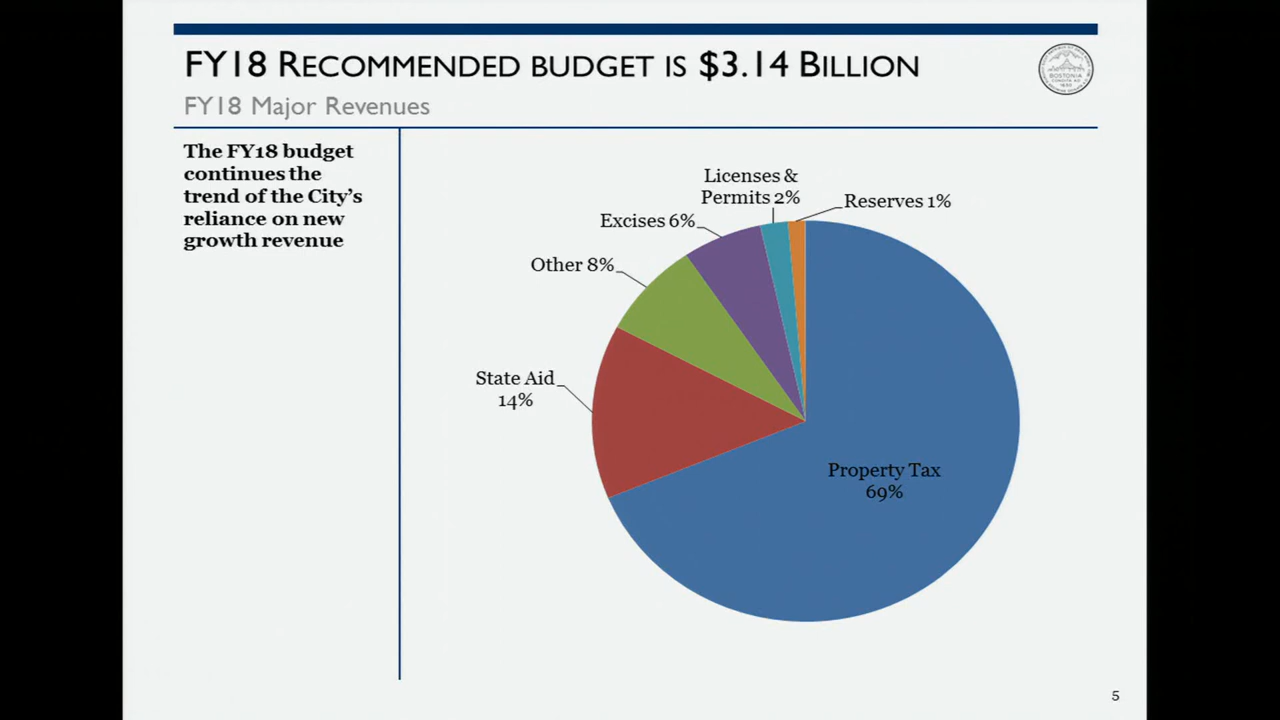 FY18 RECOMMENDED BUDGET IS $3.14 BILLION
FY18 Major Revenues
BOSTONIA
The FY18 budget
continues the
trend of the City’s
reliance on new
growth revenue
Licenses &
Permits 2%
Reserves 1%
Excises 6%
Other 8%
State Aid
14%
Property Tax
69%
5